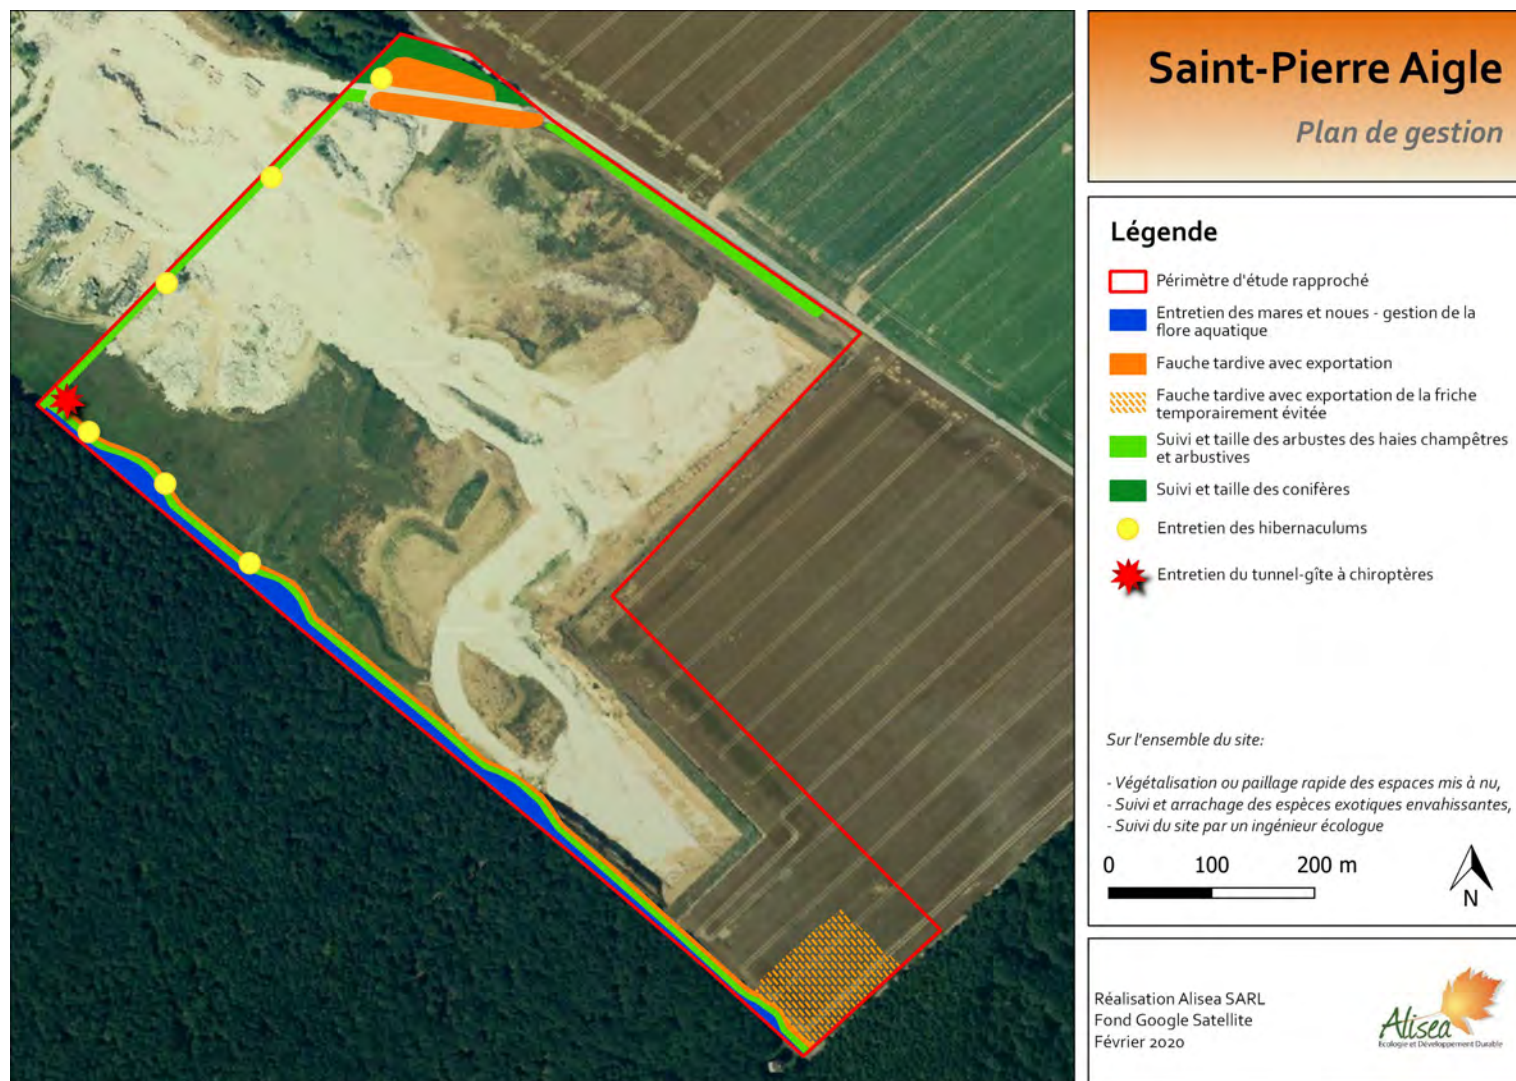 Saint-Pierre Aigle
Plan de gestion
Légende
Périmètre d'étude rapproché
Entretien des mares et noues - gestion de la
flore aquatique
Fauche tardive avec exportation
Fauche tardive avec exportation de la friche
temporairement évitée
Suivi et taille des arbustes des haies champêtres
et arbustives
Suivi et taille des conifères
Entretien des hibernaculums
Entretien du tunnel-gîte à chiroptères
Sur l'ensemble du site:
- Végétalisation ou paillage rapide des espaces mis à nu,
- Suivi et arrachage des espèces exotiques envahissantes,
- Suivi du site par un ingénieur écologue
0 100 200 m
N
Réalisation Alisea SARL
Fond Google Satellite
Février 2020
Alisea
Ecologie et Développement Durable